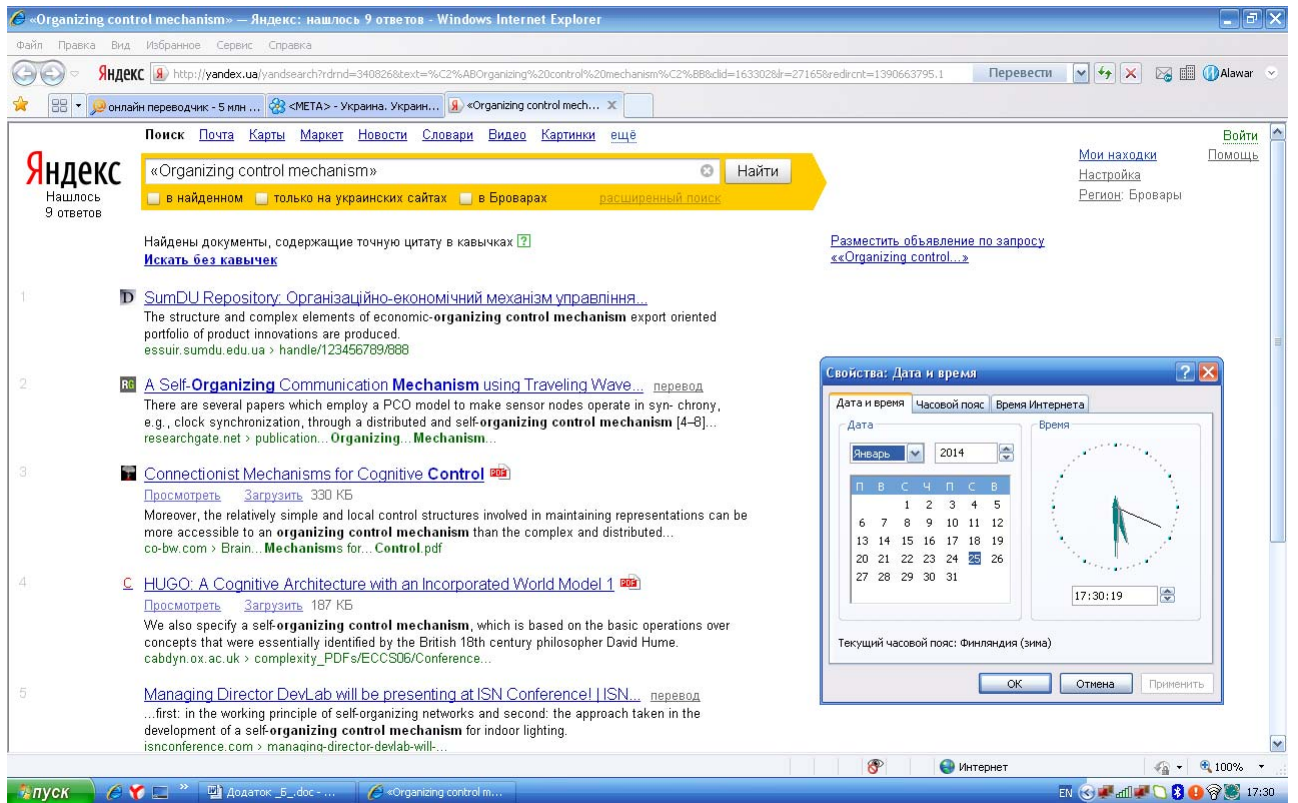 «Organizing control mechanism» — Яндекс: нашлось 9 ответов - Windows Internet Explorer
Файл Правка Вид Избранное Сервис Справка
Яндекс http://yandex.ua/yandsearch?rdrnd=340826&text=%C2%ABOrganizing%20control%20mechanism%C2%BB&clid=163302&lr=27165&redircnt=1390663795.1 Перевести Alawar
онлайн переводчик - 5 млн ... <МЕТА> - Украина. Украин... «Organizing control mech... X
Поиск Почта Карты Маркет Новости Словари Видео Картинки ещё
Войти
Мои находки Помощь
Настройка
Регион: Бровары
Яндекс
Нашлось
9 ответов
«Organizing control mechanism» Найти
в найденном только на украинских сайтах в Броварах расширенный поиск
Найдены документы, содержащие точную цитату в кавычках ?
Искать без кавычек
Разместить объявление по запросу
««Organizing control...»
1 D SumDU Repository: Організаційно-економічний механізм управління...
The structure and complex elements of economic-organizing control mechanism export oriented
portfolio of product innovations are produced.
essuir.sumdu.edu.ua > handle/123456789/888
2 RG A Self-Organizing Communication Mechanism using Traveling Wave... перевод
There are several papers which employ a PCO model to make sensor nodes operate in syn- chrony,
e.g., clock synchronization, through a distributed and self-organizing control mechanism [4–8]...
researchgate.net > publication... Organizing... Mechanism...
3 Connectionist Mechanisms for Cognitive Control PDF
Просмотреть Загрузить 330 КБ
Moreover, the relatively simple and local control structures involved in maintaining representations can be
more accessible to an organizing control mechanism than the complex and distributed...
co-bw.com > Brain... Mechanisms for... Control.pdf
4 C HUGO: A Cognitive Architecture with an Incorporated World Model 1 PDF
Просмотреть Загрузить 187 КБ
We also specify a self-organizing control mechanism, which is based on the basic operations over
concepts that were essentially identified by the British 18th century philosopher David Hume.
cabdyn.ox.ac.uk > complexity_PDFs/ECCS06/Conference...
5 Managing Director DevLab will be presenting at ISN Conference! | ISN... перевод
...first: in the working principle of self-organizing networks and second: the approach taken in the
development of a self-organizing control mechanism for indoor lighting.
isnconference.com > managing-director-devlab-will-...
Свойства: Дата и время
Дата и время Часовой пояс Время Интернета
Дата Время
Январь 2014
П В С Ч П С В
1 2 3 4 5
6 7 8 9 10 11 12
13 14 15 16 17 18 19
20 21 22 23 24 25 26
27 28 29 30 31
17:30:19
Текущий часовой пояс: Финляндия (зима)
ОК Отмена Применить
Интернет 100%
пуск Додаток _Б_.doc - ... «Organizing control m... EN 17:30